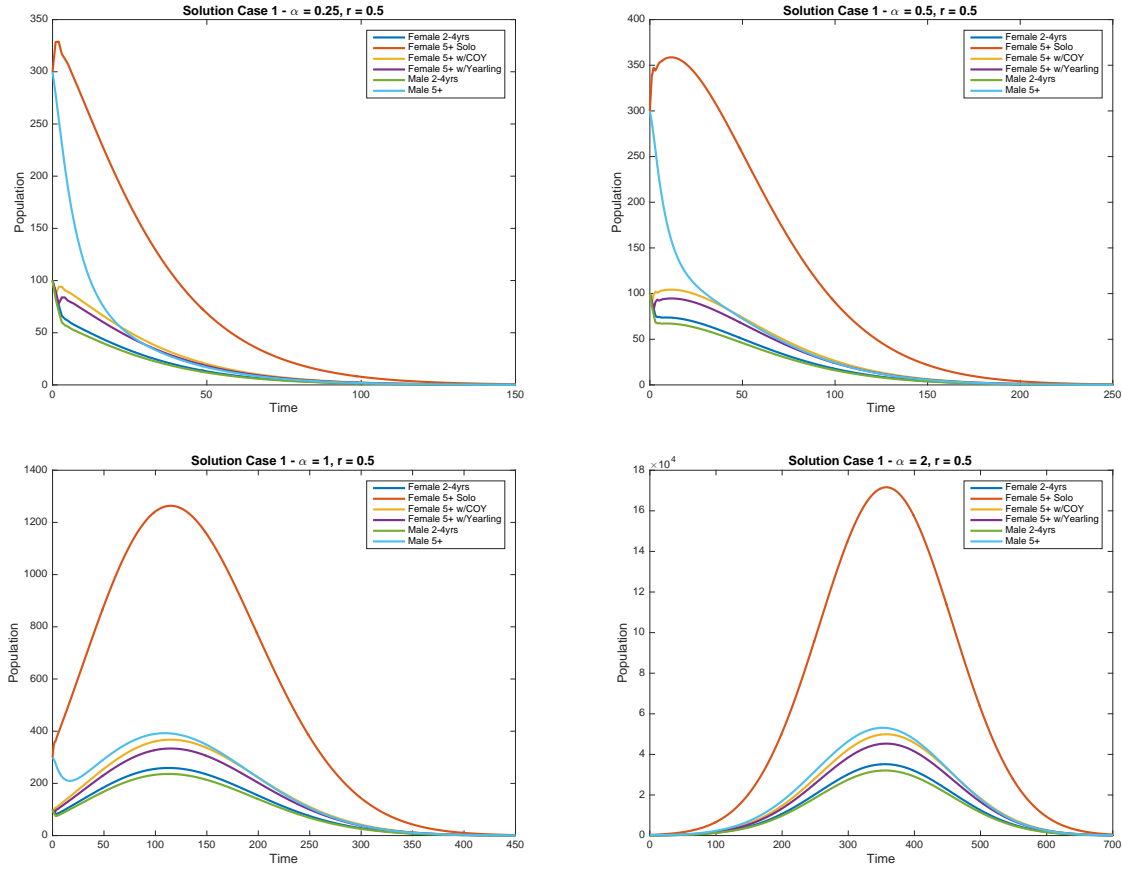 Solution Case 1 - α = 0.25, r = 0.5
350
300
250
200
150
100
50
0
Population
Female 2-4yrs
Female 5+ Solo
Female 5+ w/COY
Female 5+ w/Yearling
Male 2-4yrs
Male 5+
0 50 100 150
Time
Solution Case 1 - α = 0.5, r = 0.5
400
350
300
250
200
150
100
50
0
Population
Female 2-4yrs
Female 5+ Solo
Female 5+ w/COY
Female 5+ w/Yearling
Male 2-4yrs
Male 5+
0 50 100 150 200 250
Time
Solution Case 1 - α = 1, r = 0.5
1400
1200
1000
800
600
400
200
0
Population
Female 2-4yrs
Female 5+ Solo
Female 5+ w/COY
Female 5+ w/Yearling
Male 2-4yrs
Male 5+
0 50 100 150 200 250 300 350 400 450
Time
×10⁴
Solution Case 1 - α = 2, r = 0.5
18
16
14
12
10
8
6
4
2
0
Population
Female 2-4yrs
Female 5+ Solo
Female 5+ w/COY
Female 5+ w/Yearling
Male 2-4yrs
Male 5+
0 100 200 300 400 500 600 700
Time